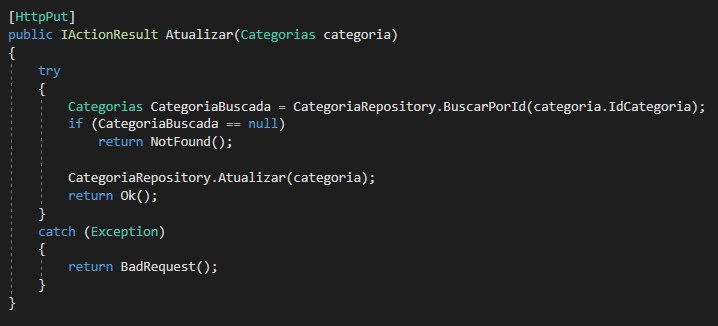 [HttpPut]
public IActionResult Atualizar(Categorias categoria)
{
    try
    {
        Categorias CategoriaBuscada = CategoriaRepository.BuscarPorId(categoria.IdCategoria);
        if (CategoriaBuscada == null)
            return NotFound();

        CategoriaRepository.Atualizar(categoria);
        return Ok();
    }
    catch (Exception)
    {
        return BadRequest();
    }
}